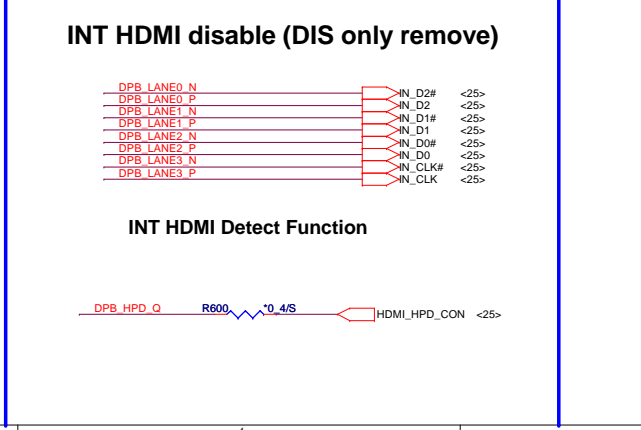 INT HDMI disable (DIS only remove)
DPB_LANE0_N IN_D2# <25>
DPB_LANE0_P IN_D2 <25>
DPB_LANE1_N IN_D1# <25>
DPB_LANE1_P IN_D1 <25>
DPB_LANE2_N IN_D0# <25>
DPB_LANE2_P IN_D0 <25>
DPB_LANE3_N IN_CLK# <25>
DPB_LANE3_P IN_CLK <25>
INT HDMI Detect Function
DPB_HPD_Q R600 *0_4/S HDMI_HPD_CON <25>